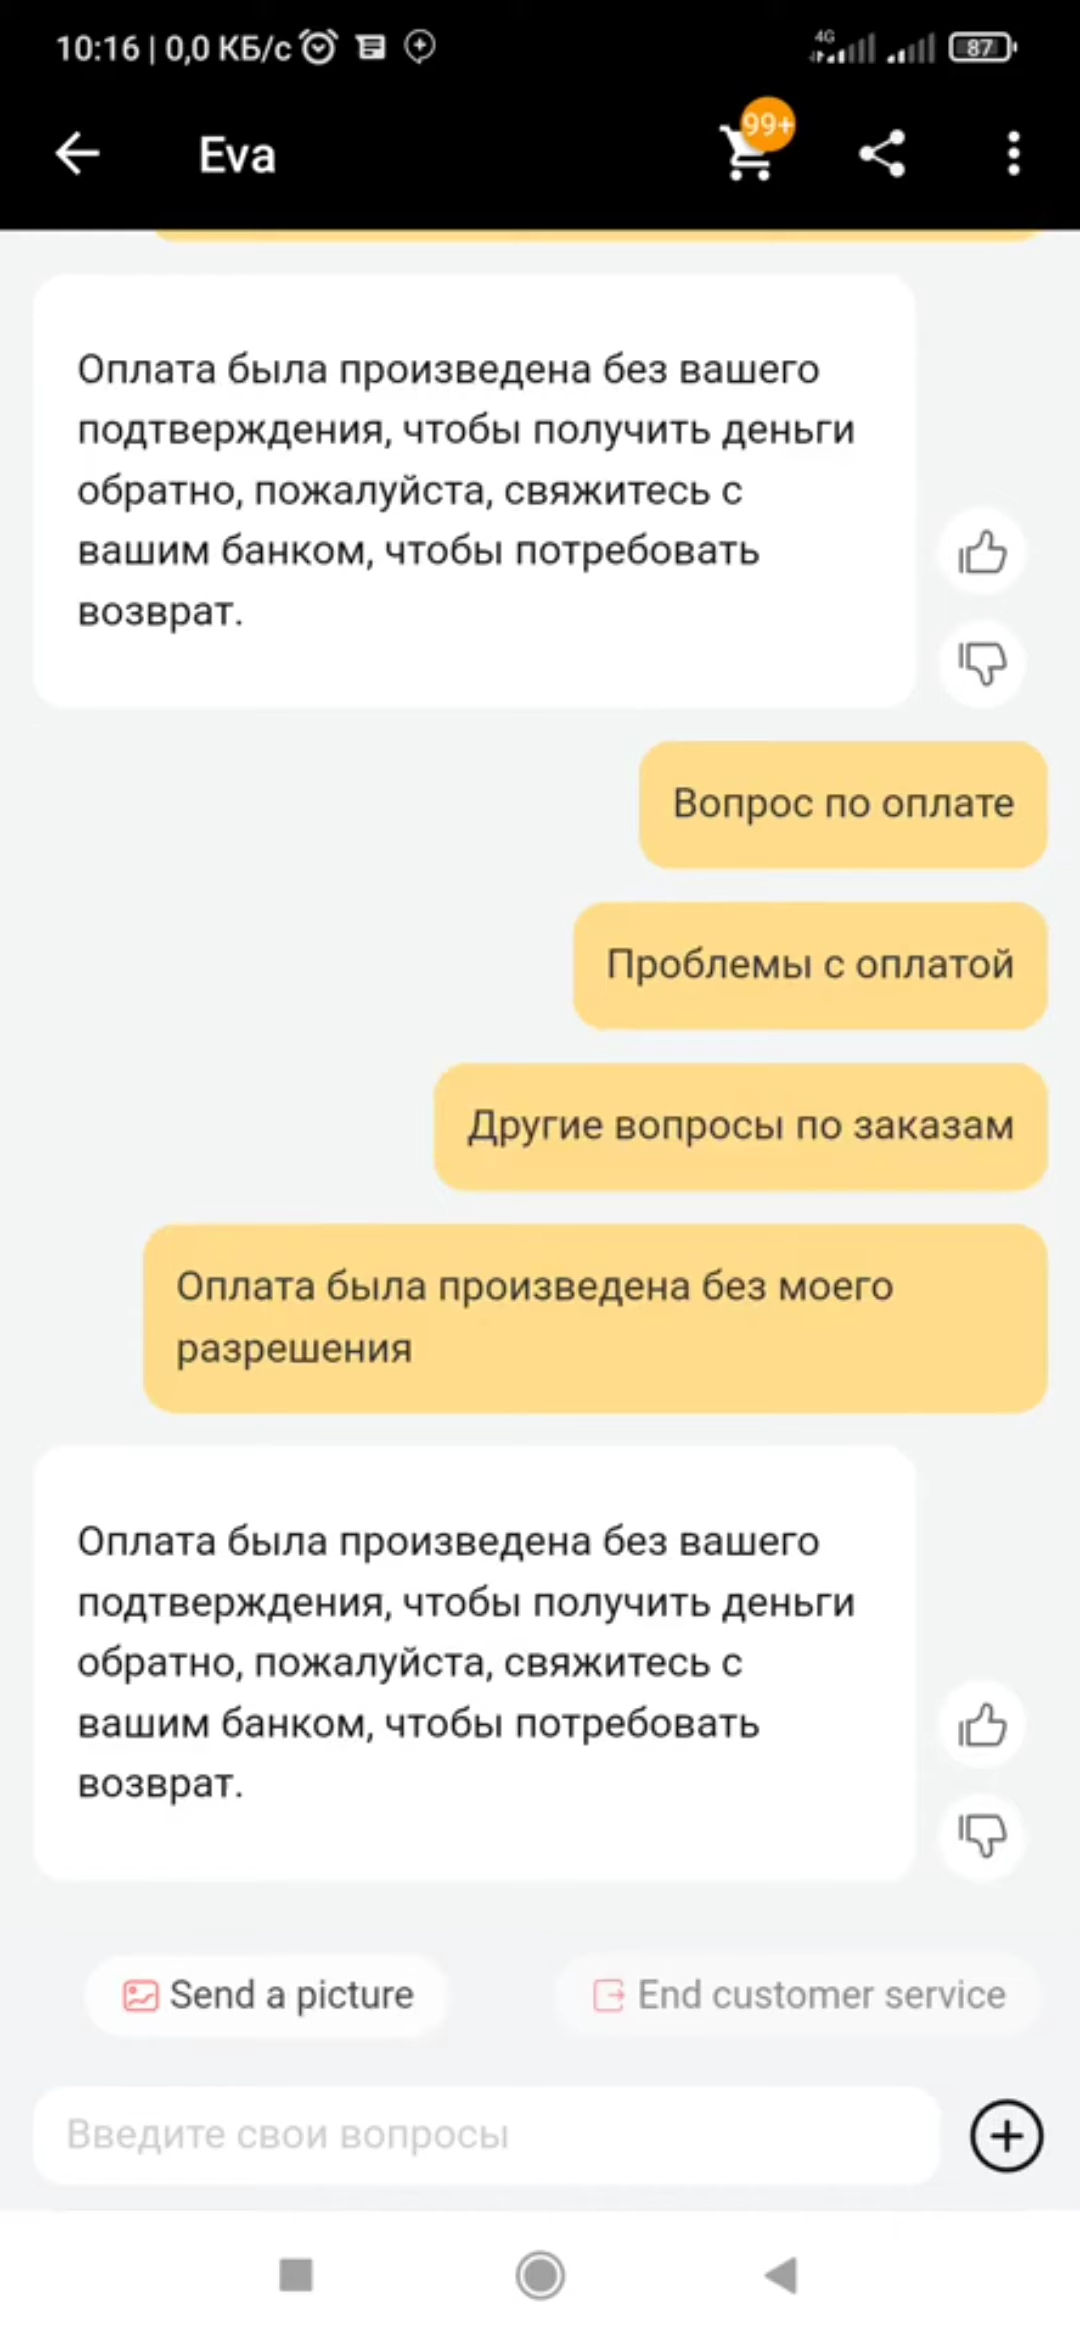 10:16 | 0,0 КБ/с
4G
87
Eva
99+
Оплата была произведена без вашего
подтверждения, чтобы получить деньги
обратно, пожалуйста, свяжитесь с
вашим банком, чтобы потребовать
возврат.
Вопрос по оплате
Проблемы с оплатой
Другие вопросы по заказам
Оплата была произведена без моего
разрешения
Оплата была произведена без вашего
подтверждения, чтобы получить деньги
обратно, пожалуйста, свяжитесь с
вашим банком, чтобы потребовать
возврат.
Send a picture
End customer service
Введите свои вопросы